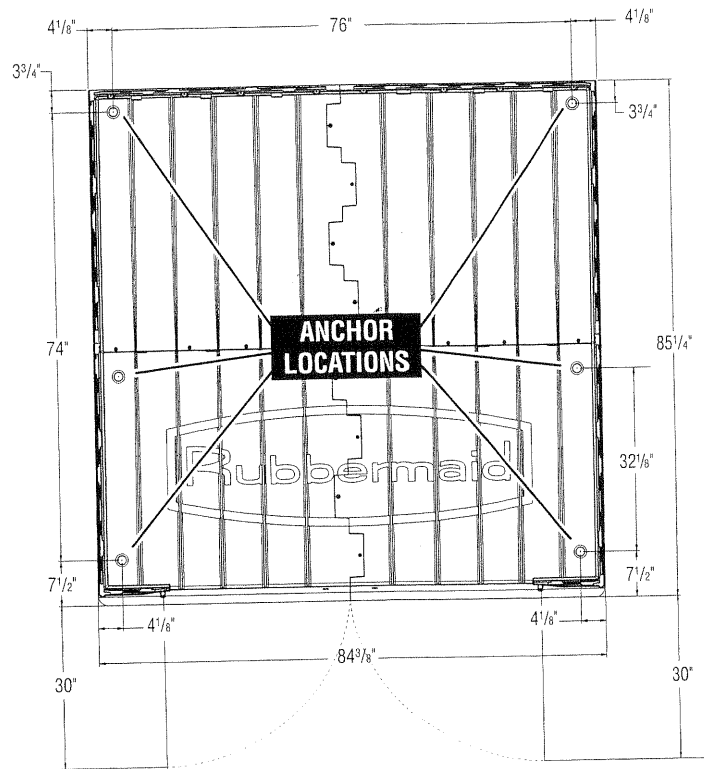 4 1/8" 76" 4 1/8"
3 3/4" 3 3/4"
ANCHOR
LOCATIONS
74" 85 1/4"
32 1/8"
Rubbermaid
7 1/2" 7 1/2"
4 1/8" 4 1/8"
84 3/8"
30" 30"